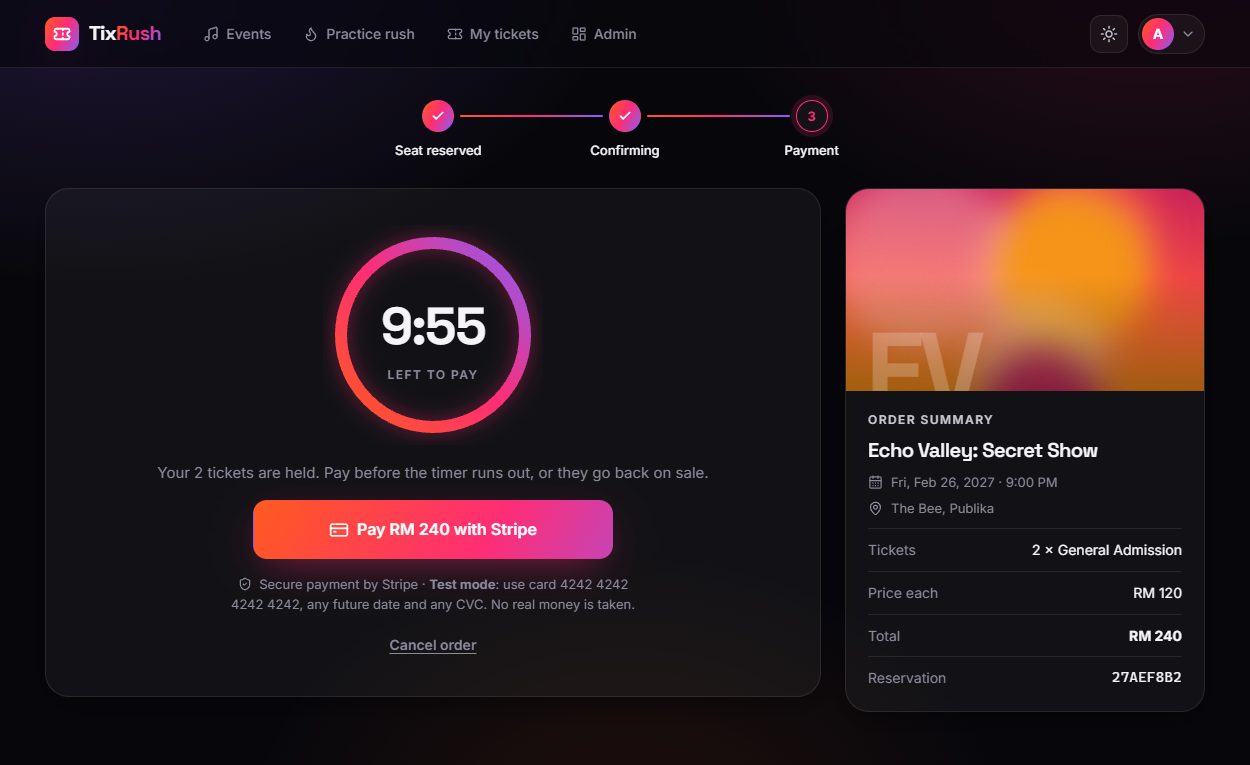 TixRush
Events
Practice rush
My tickets
Admin
A
3
Seat reserved
Confirming
Payment
9:55
LEFT TO PAY
Your 2 tickets are held. Pay before the timer runs out, or they go back on sale.
Pay RM 240 with Stripe
Secure payment by Stripe · Test mode: use card 4242 4242
4242 4242, any future date and any CVC. No real money is taken.
Cancel order
EV
ORDER SUMMARY
Echo Valley: Secret Show
Fri, Feb 26, 2027 · 9:00 PM
The Bee, Publika
Tickets 2 × General Admission
Price each RM 120
Total RM 240
Reservation 27AEF8B2